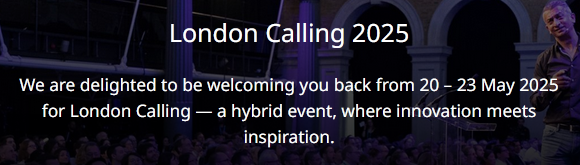 London Calling 2025
We are delighted to be welcoming you back from 20 – 23 May 2025
for London Calling — a hybrid event, where innovation meets
inspiration.